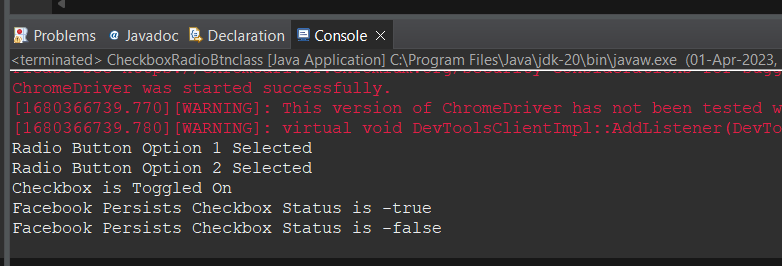 Problems @ Javadoc Declaration Console
<terminated> CheckboxRadioBtnclass [Java Application] C:\Program Files\Java\jdk-20\bin\javaw.exe (01-Apr-2023,
ChromeDriver was started successfully.
[1680366739.770][WARNING]: This version of ChromeDriver has not been tested w
[1680366739.780][WARNING]: virtual void DevToolsClientImpl::AddListener(DevTo
Radio Button Option 1 Selected
Radio Button Option 2 Selected
Checkbox is Toggled On
Facebook Persists Checkbox Status is -true
Facebook Persists Checkbox Status is -false